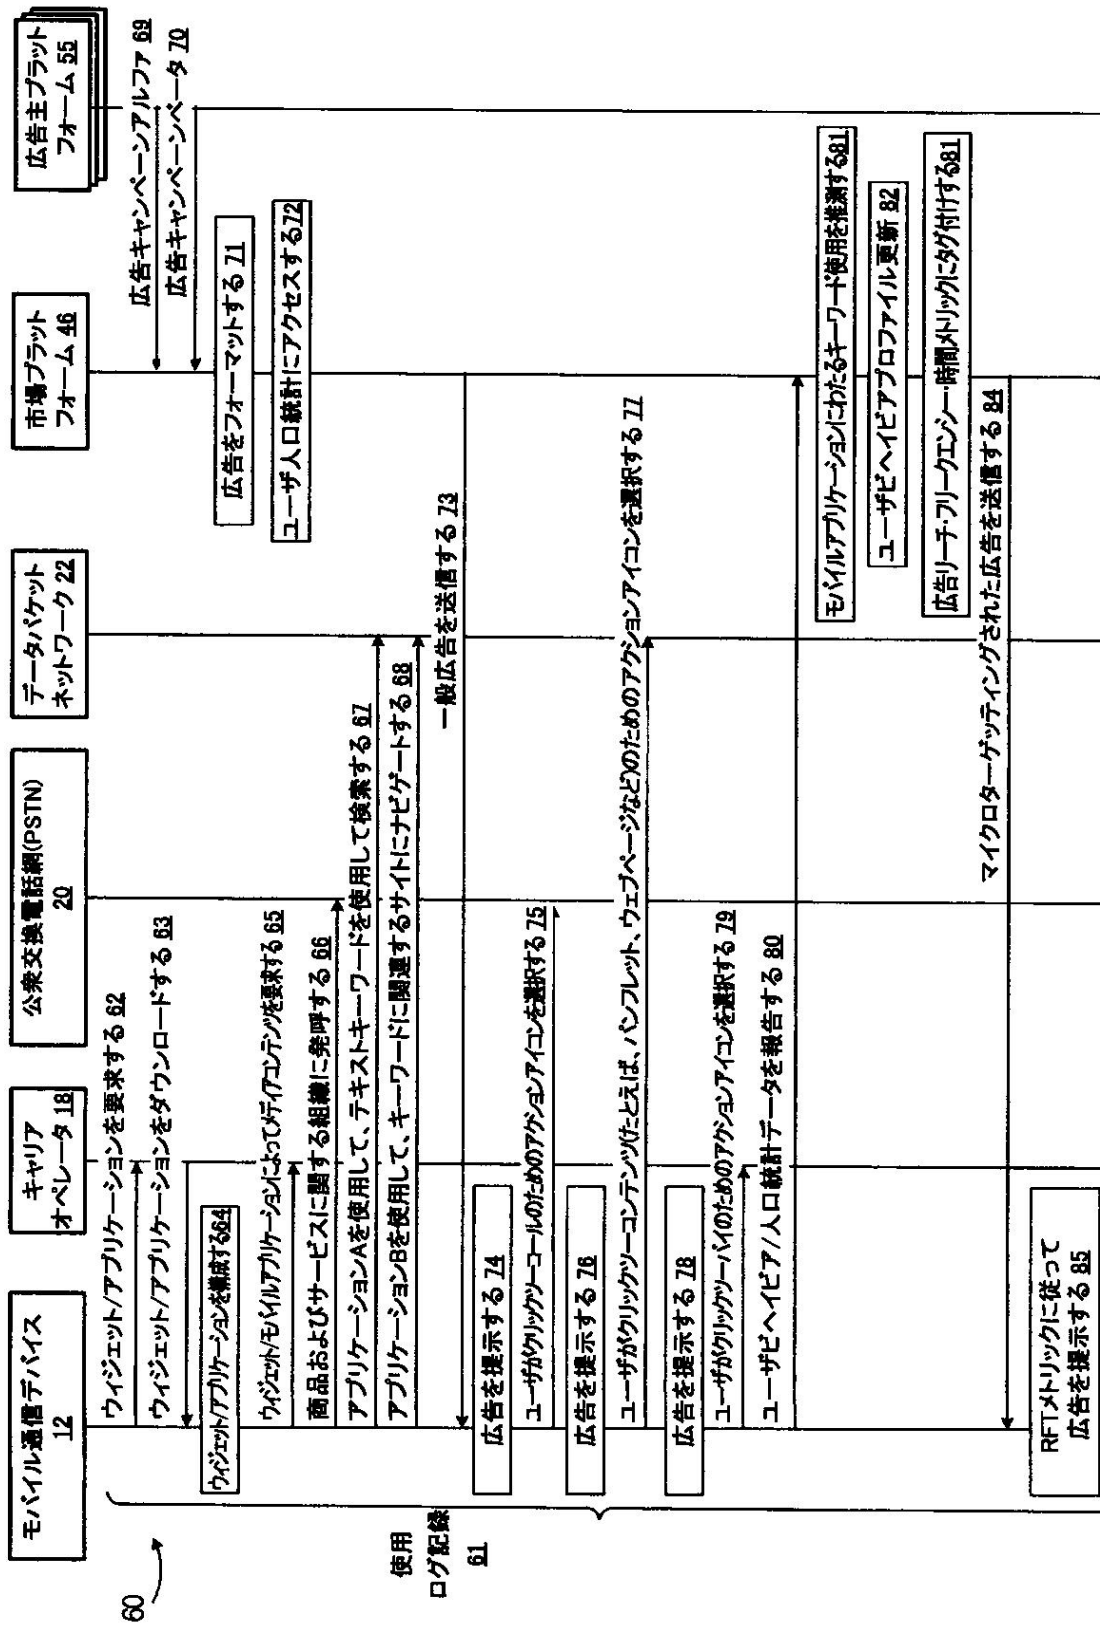 60
モバイル通信デバイス
12
キャリア
オペレータ 18
公衆交換電話網(PSTN)
20
データパケット
ネットワーク 22
市場プラット
フォーム 46
広告主プラット
フォーム 55
使用
ログ記録
61
ウィジェット/アプリケーションを要求する 62
ウィジェット/アプリケーションをダウンロードする 63
広告キャンペーンアルファ 69
広告キャンペーンベータ 70
ウィジェット/アプリケーションを構成する64
広告をフォーマットする 71
ウィジェット/モバイルアプリケーションによってメディアコンテンツを要求する 65
ユーザ人口統計にアクセスする72
商品およびサービスに関する組織に発呼する 66
アプリケーションAを使用して、テキストキーワードを使用して検索する 67
アプリケーションBを使用して、キーワードに関連するサイトにナビゲートする 68
一般広告を送信する 73
広告を提示する 74
ユーザがクリックツーコールのためのアクションアイコンを選択する 75
広告を提示する 76
ユーザがクリックツーコンテンツ(たとえば、パンフレット、ウェブページなど)のためのアクションアイコンを選択する 77
広告を提示する 78
ユーザがクリックツーバイのためのアクションアイコンを選択する 79
ユーザビヘイビア/人口統計データを報告する 80
モバイルアプリケーションにわたるキーワード使用を推測する81
ユーザビヘイビアプロファイル更新 82
広告リーチ・フリークエンシー・時間メトリックにタグ付けする81
マイクロターゲッティングされた広告を送信する 84
RFTメトリックに従って
広告を提示する 85